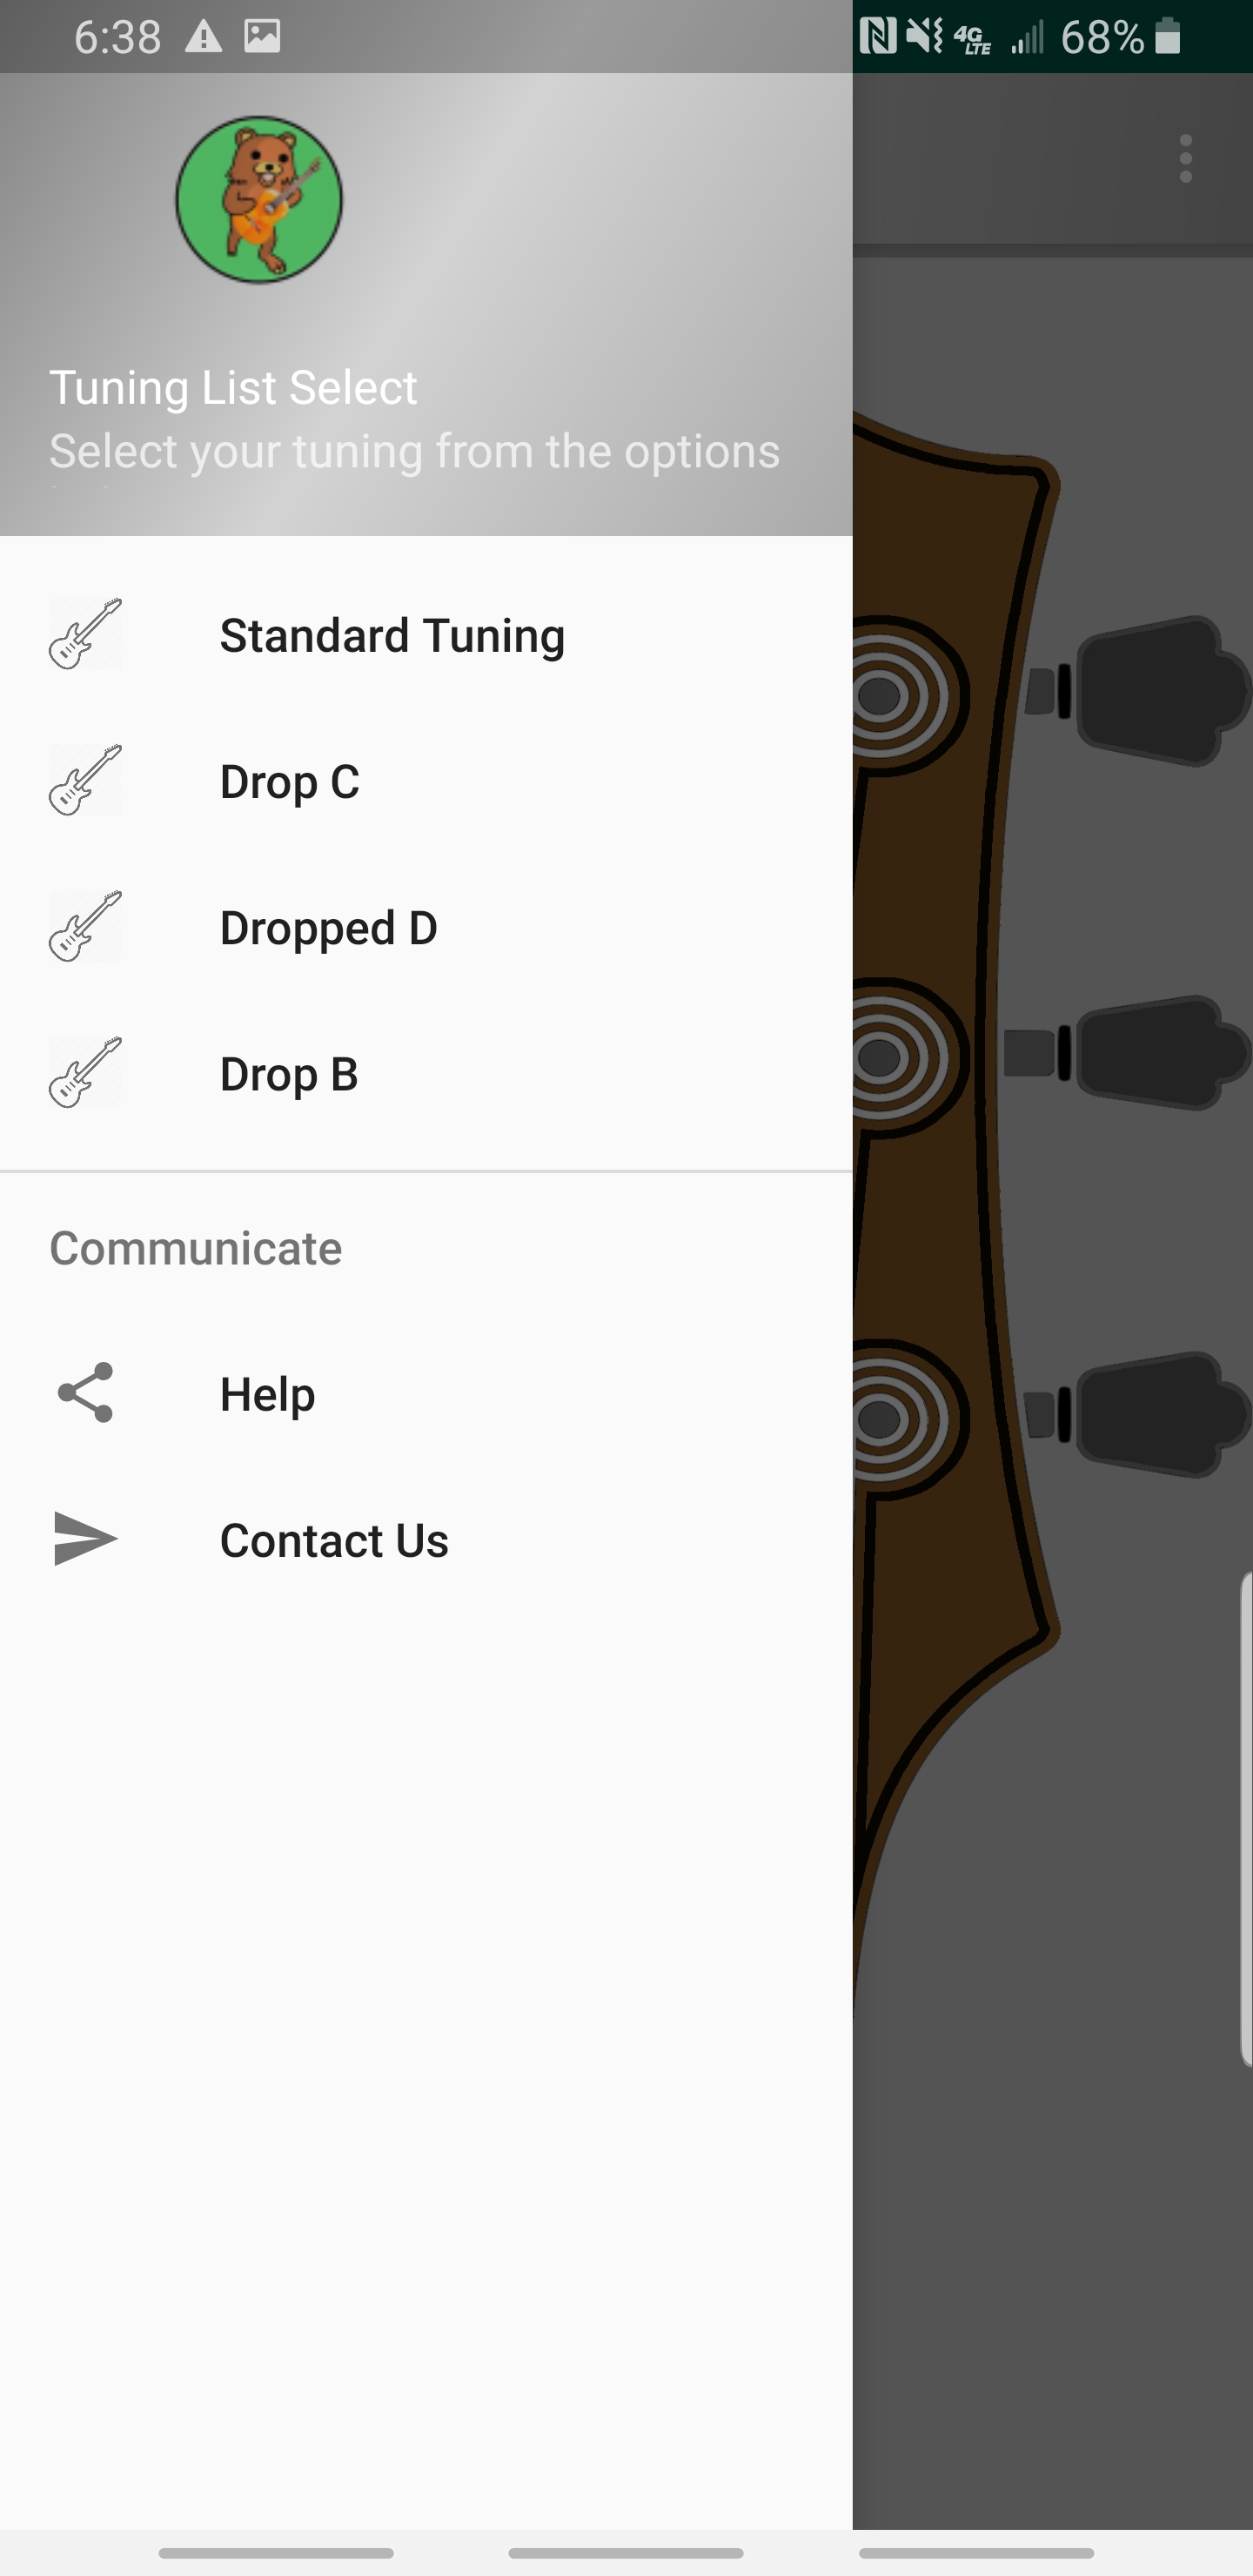 6:38
4G LTE 68%
Tuning List Select
Select your tuning from the options
Standard Tuning
Drop C
Dropped D
Drop B
Communicate
Help
Contact Us